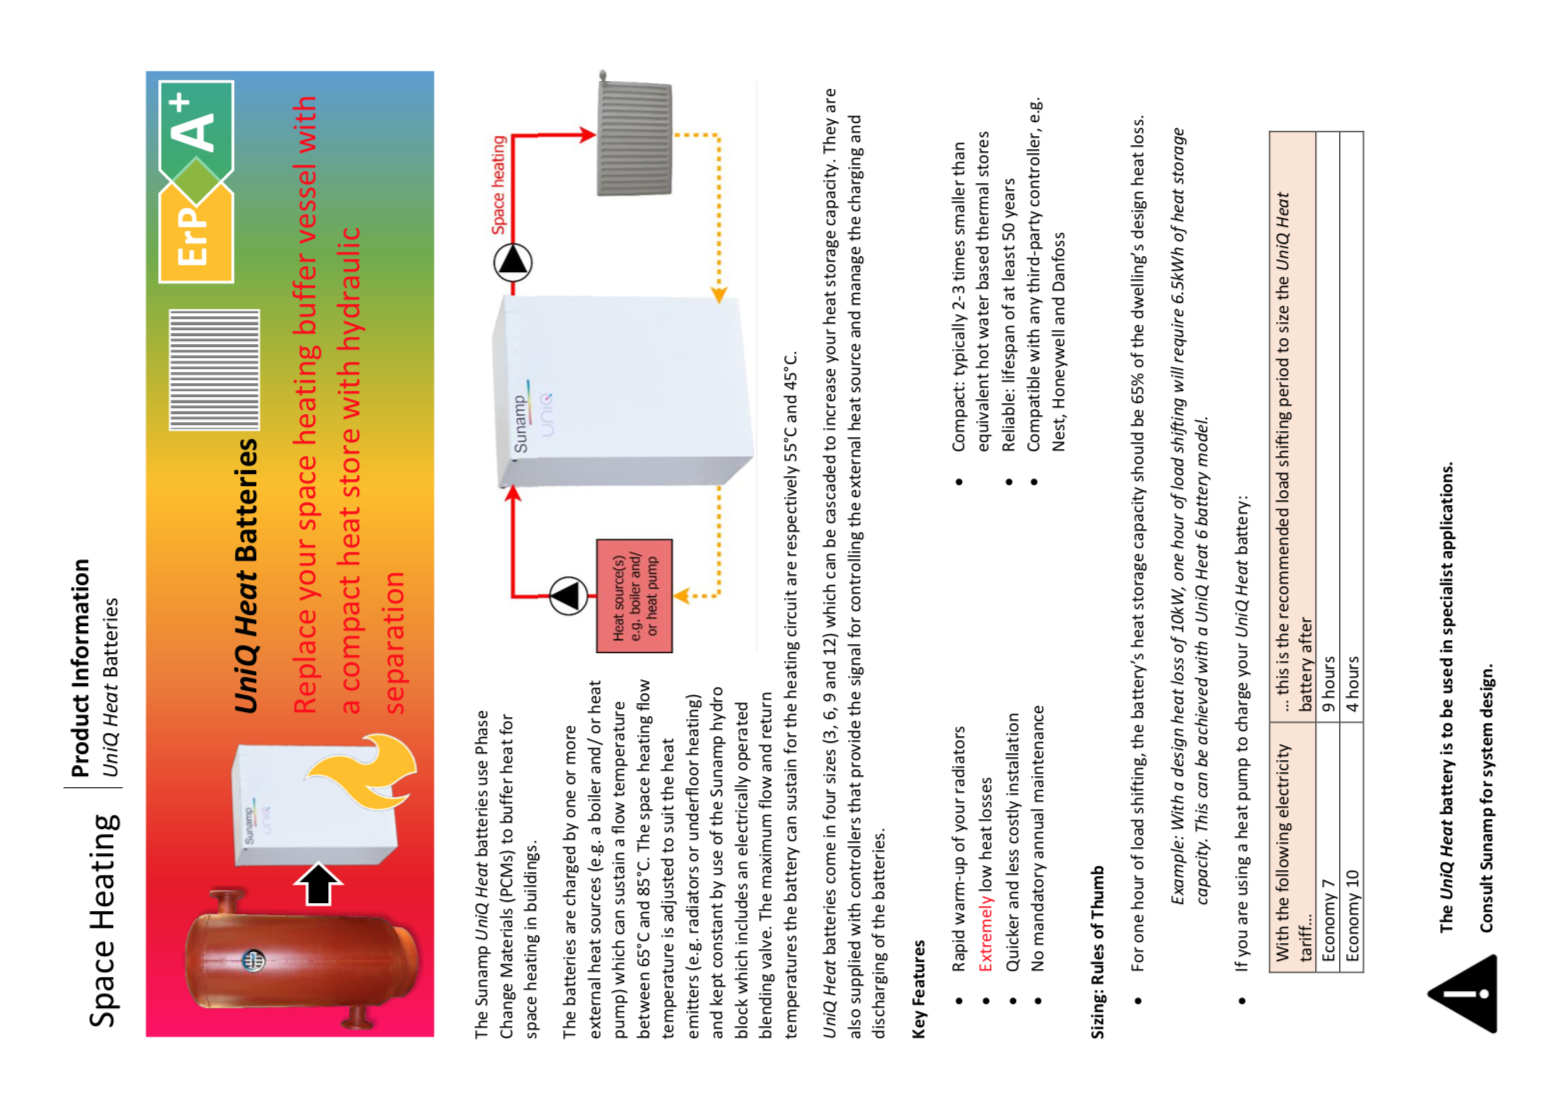 Space Heating
Product Information
UniQ Heat Batteries
Sunamp
uniQ
UniQ Heat Batteries
ErP A+
Replace your space heating buffer vessel with
a compact heat store with hydraulic
separation
The Sunamp UniQ Heat batteries use Phase
Change Materials (PCMs) to buffer heat for
space heating in buildings.
The batteries are charged by one or more
external heat sources (e.g. a boiler and/ or heat
pump) which can sustain a flow temperature
between 65°C and 85°C. The space heating flow
temperature is adjusted to suit the heat
emitters (e.g. radiators or underfloor heating)
and kept constant by use of the Sunamp hydro
block which includes an electrically operated
blending valve. The maximum flow and return
temperatures the battery can sustain for the heating circuit are respectively 55°C and 45°C.
Heat source(s)
e.g. boiler and/
or heat pump
Sunamp
uniQ
Space heating
UniQ Heat batteries come in four sizes (3, 6, 9 and 12) which can be cascaded to increase your heat storage capacity. They are
also supplied with controllers that provide the signal for controlling the external heat source and manage the charging and
discharging of the batteries.
Key Features
• Rapid warm-up of your radiators
• Extremely low heat losses
• Quicker and less costly installation
• No mandatory annual maintenance
• Compact: typically 2-3 times smaller than
equivalent hot water based thermal stores
• Reliable: lifespan of at least 50 years
• Compatible with any third-party controller, e.g.
Nest, Honeywell and Danfoss
Sizing: Rules of Thumb
• For one hour of load shifting, the battery's heat storage capacity should be 65% of the dwelling's design heat loss.
Example: With a design heat loss of 10kW, one hour of load shifting will require 6.5kWh of heat storage
capacity. This can be achieved with a UniQ Heat 6 battery model.
• If you are using a heat pump to charge your UniQ Heat battery:
With the following electricity
tariff...
... this is the recommended load shifting period to size the UniQ Heat
battery after
Economy 7 9 hours
Economy 10 4 hours
The UniQ Heat battery is to be used in specialist applications.
Consult Sunamp for system design.